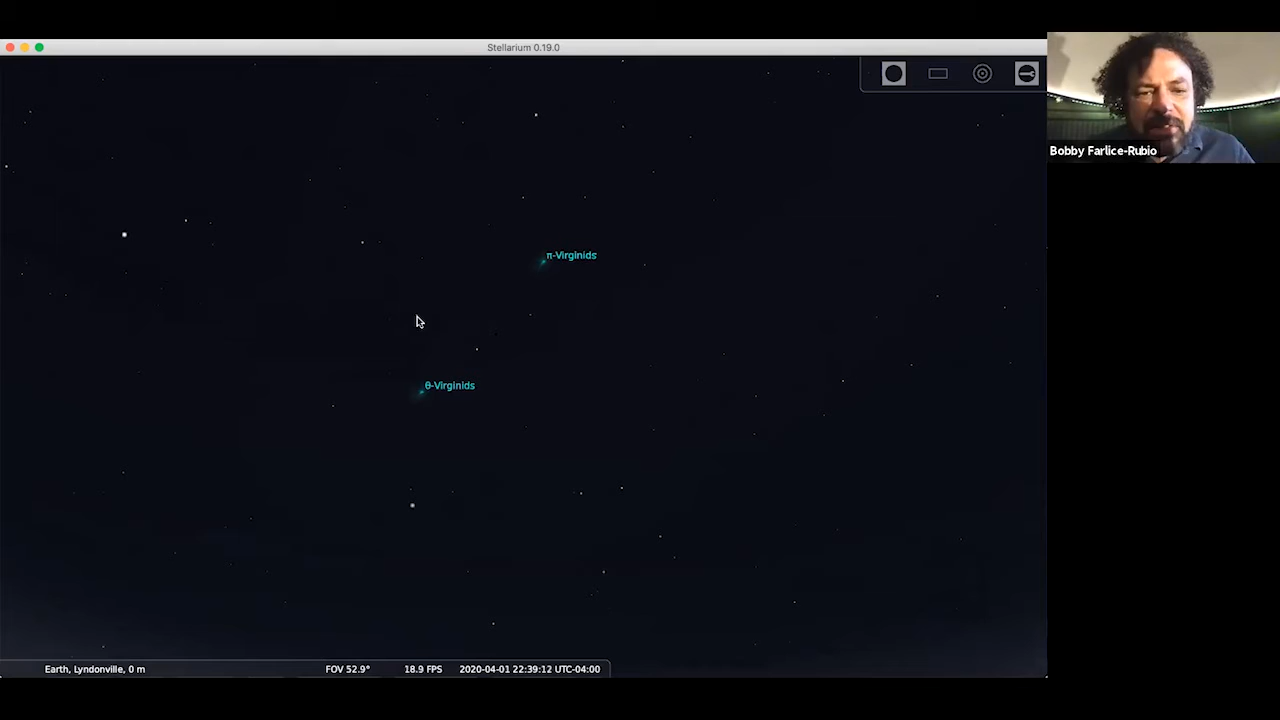 Stellarium 0.19.0
Bobby Farlice-Rubio
π-Virginids
θ-Virginids
Earth, Lyndonville, 0 m FOV 52.9° 18.9 FPS 2020-04-01 22:39:12 UTC-04:00